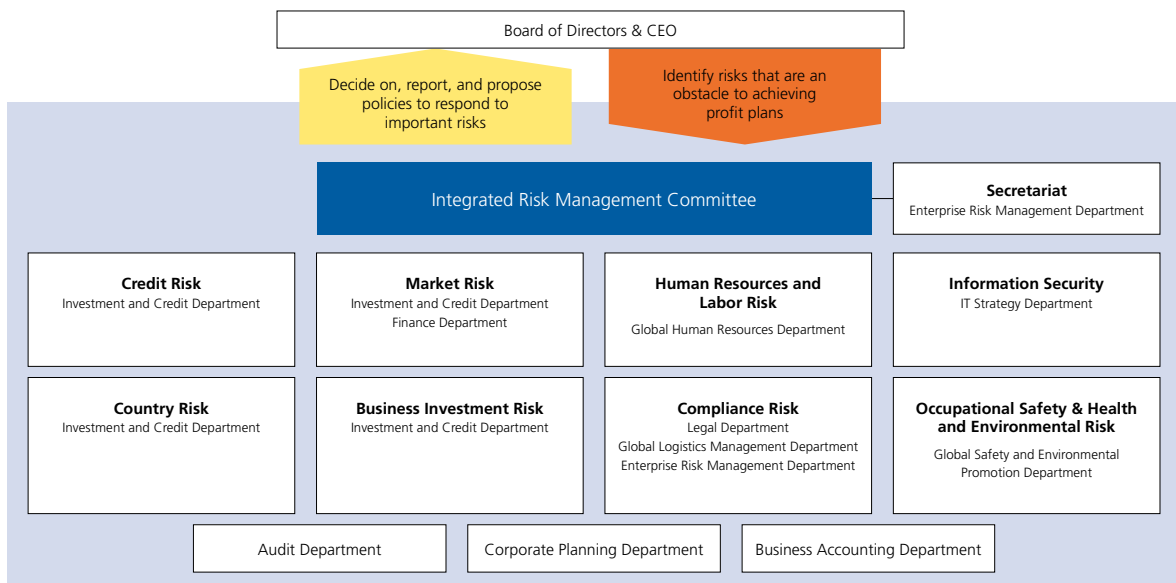 Board of Directors & CEO
Decide on, report, and propose
policies to respond to
important risks
Identify risks that are an
obstacle to achieving
profit plans
Integrated Risk Management Committee
Secretariat
Enterprise Risk Management Department
Credit Risk
Investment and Credit Department
Market Risk
Investment and Credit Department
Finance Department
Human Resources and
Labor Risk
Global Human Resources Department
Information Security
IT Strategy Department
Country Risk
Investment and Credit Department
Business Investment Risk
Investment and Credit Department
Compliance Risk
Legal Department
Global Logistics Management Department
Enterprise Risk Management Department
Occupational Safety & Health
and Environmental Risk
Global Safety and Environmental
Promotion Department
Audit Department
Corporate Planning Department
Business Accounting Department